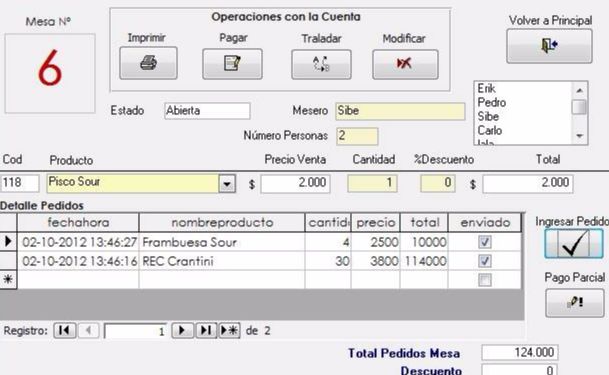 Mesa Nº
6
Operaciones con la Cuenta
Imprimir Pagar Traladar Modificar
Volver a Principal
Estado Abierta Mesero Sibe
Número Personas 2
Erik
Pedro
Sibe
Carlo
Cod Producto Precio Venta Cantidad %Descuento Total
118 Pisco Sour $ 2.000 1 0 $ 2.000
Detalle Pedidos
fechahora nombreproducto cantid precio total enviado
02-10-2012 13:46:27 Frambuesa Sour 4 2500 10000
02-10-2012 13:46:16 REC Crantini 30 3800 114000
Ingresar Pedido
Pago Parcial
Registro: 1 de 2
Total Pedidos Mesa 124.000
Descuento 0